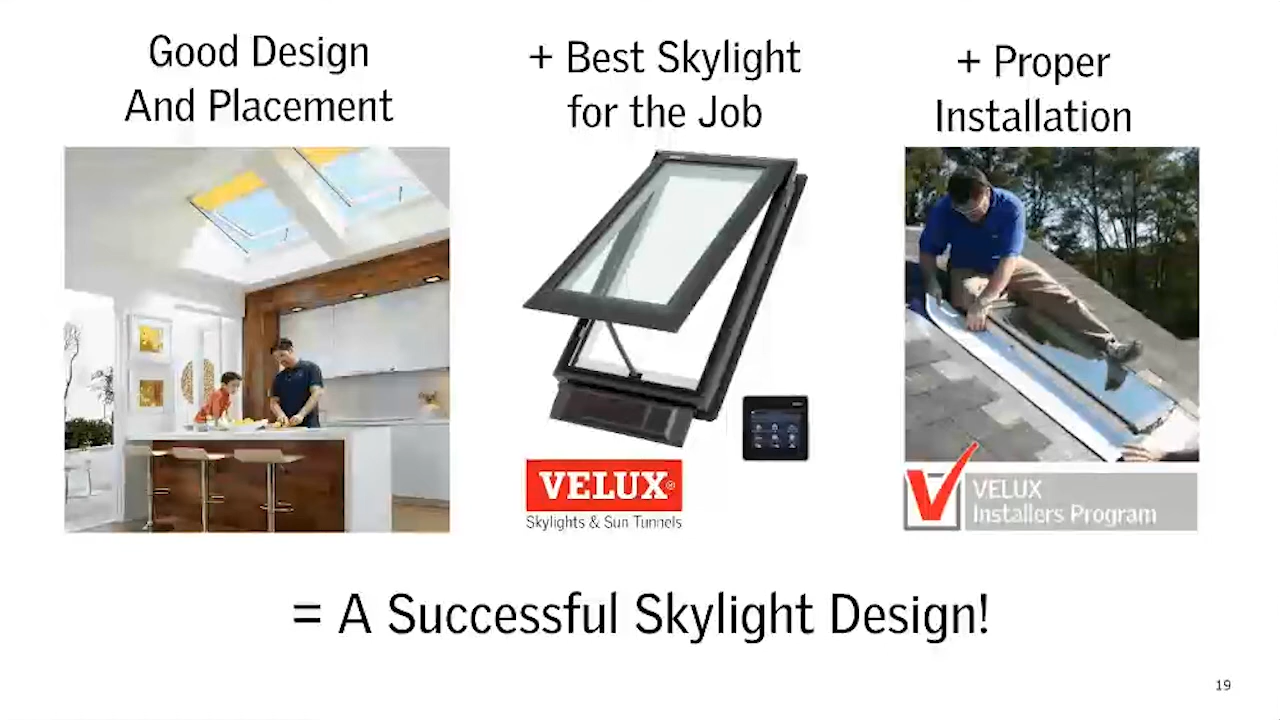 Good Design
And Placement
+ Best Skylight
for the Job
+ Proper
Installation
VELUX®
Skylights & Sun Tunnels
VELUX
Installers Program
= A Successful Skylight Design!
19